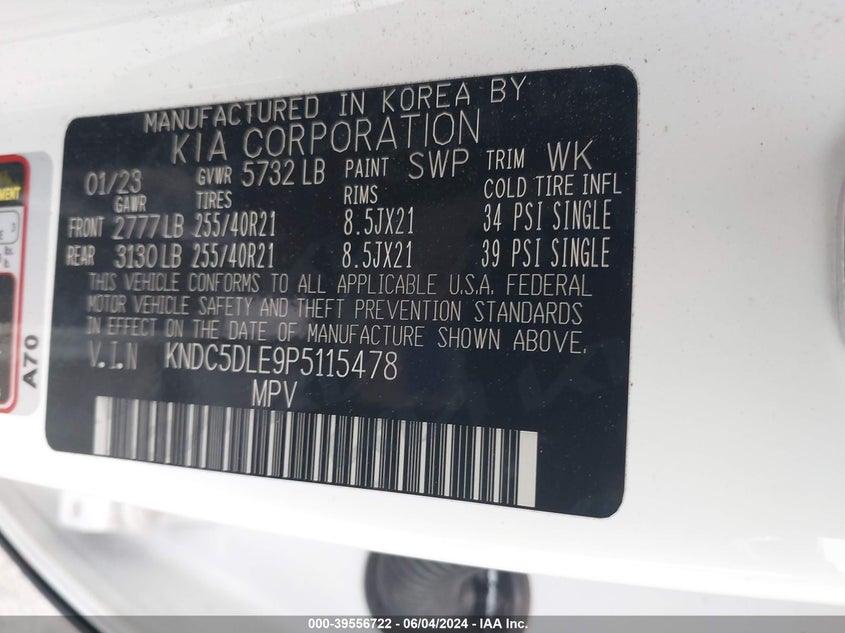 MANUFACTURED IN KOREA BY
KIA CORPORATION
01/23 GVWR 5732 LB PAINT SWP TRIM WK
GAWR TIRES RIMS COLD TIRE INFL
FRONT 2777 LB 255/40R21 8.5JX21 34 PSI SINGLE
REAR 3130 LB 255/40R21 8.5JX21 39 PSI SINGLE
THIS VEHICLE CONFORMS TO ALL APPLICABLE U.S.A. FEDERAL
MOTOR VEHICLE SAFETY AND THEFT PREVENTION STANDARDS
IN EFFECT ON THE DATE OF MANUFACTURE SHOWN ABOVE.
V.I.N KNDC5DLE9P5115478
MPV
A70
000-39556722 - 06/04/2024 - IAA Inc.